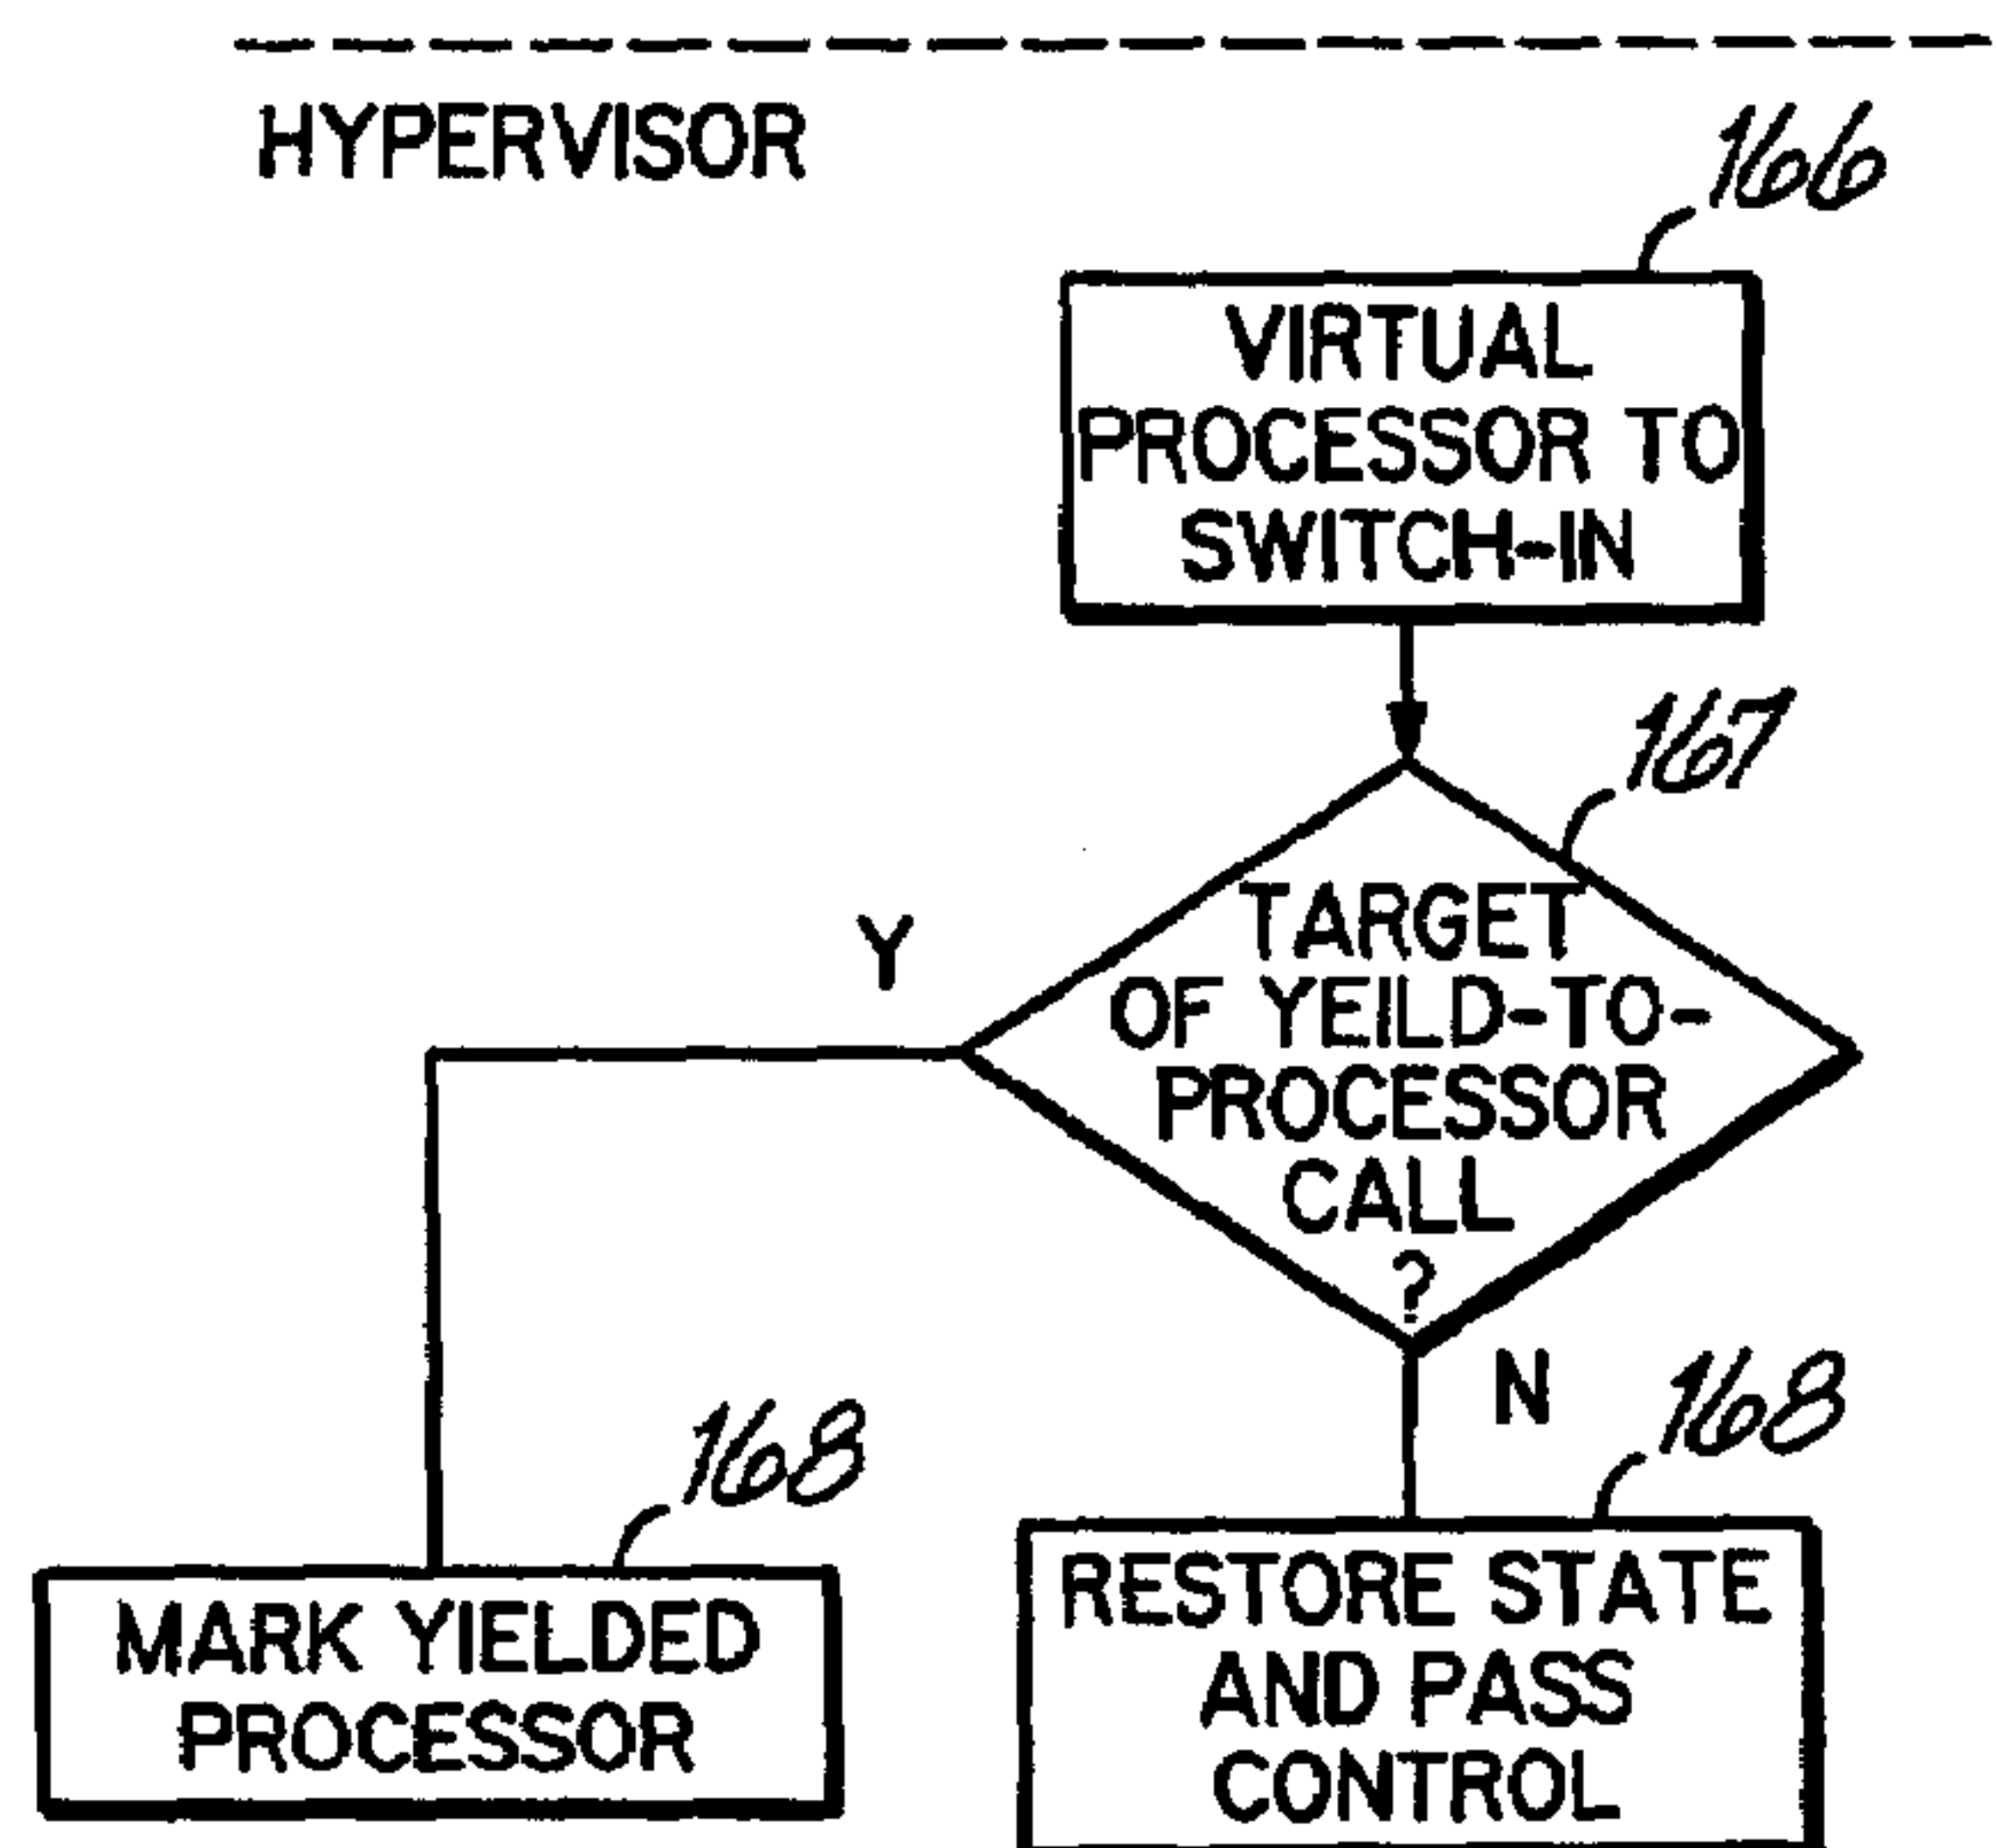 HYPERVISOR
166
VIRTUAL
PROCESSOR TO
SWITCH-IN
167
TARGET
OF YEILD-TO-
PROCESSOR
CALL
?
Y
N
168
MARK YIELDED
PROCESSOR
168
RESTORE STATE
AND PASS
CONTROL